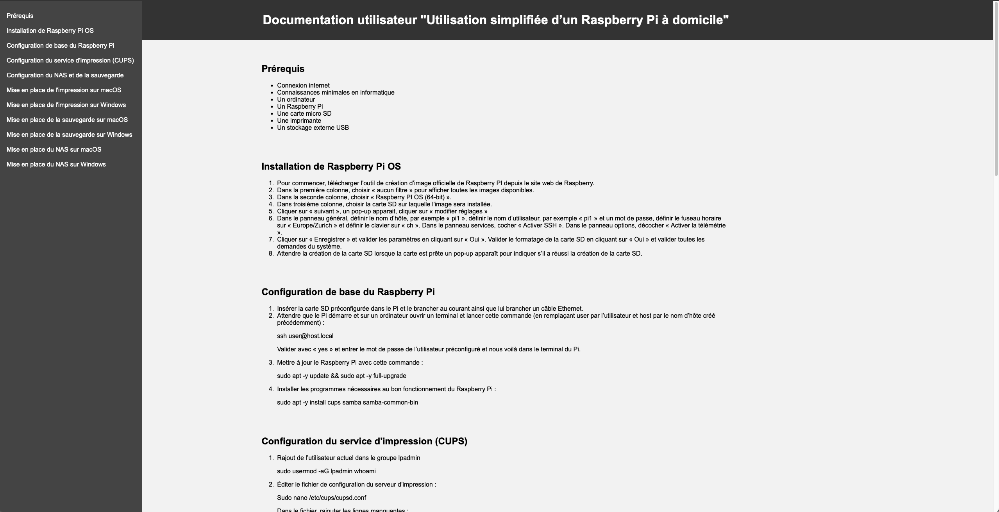 Prérequis
Installation de Raspberry Pi OS
Configuration de base du Raspberry Pi
Configuration du service d'impression (CUPS)
Configuration du NAS et de la sauvegarde
Mise en place de l'impression sur macOS
Mise en place de l'impression sur Windows
Mise en place de la sauvegarde sur macOS
Mise en place de la sauvegarde sur Windows
Mise en place du NAS sur macOS
Mise en place du NAS sur Windows
Documentation utilisateur "Utilisation simplifiée d’un Raspberry Pi à domicile"
Prérequis
• Connexion internet
• Connaissances minimales en informatique
• Un ordinateur
• Un Raspberry Pi
• Une carte micro SD
• Une imprimante
• Un stockage externe USB
Installation de Raspberry Pi OS
1. Pour commencer, télécharger l'outil de création d’image officielle de Raspberry PI depuis le site web de Raspberry.
2. Dans la première colonne, choisir « aucun filtre » pour afficher toutes les images disponibles.
3. Dans la seconde colonne, choisir « Raspberry PI OS (64-bit) ».
4. Dans troisième colonne, choisir la carte SD sur laquelle l'image sera installée.
5. Cliquer sur « suivant », un pop-up apparait, cliquer sur « modifier réglages »
6. Dans le panneau général, définir le nom d’hôte, par exemple « pi1 », définir le nom d’utilisateur, par exemple « pi1 » et un mot de passe, définir le fuseau horaire
sur « Europe/Zurich » et définir le clavier sur « ch ». Dans le panneau services, cocher « Activer SSH ». Dans le panneau options, décocher « Activer la télémétrie
».
7. Cliquer sur « Enregistrer » et valider les paramètres en cliquant sur « Oui ». Valider le formatage de la carte SD en cliquant sur « Oui » et valider toutes les
demandes du système.
8. Attendre la création de la carte SD lorsque la carte est prête un pop-up apparaît pour indiquer s’il a réussi la création de la carte SD.
Configuration de base du Raspberry Pi
1. Insérer la carte SD préconfigurée dans le Pi et le brancher au courant ainsi que lui brancher un câble Ethernet.
2. Attendre que le Pi démarre et sur un ordinateur ouvrir un terminal et lancer cette commande (en remplaçant user par l’utilisateur et host par le nom d’hôte créé
précédemment) :
ssh user@host.local
Valider avec « yes » et entrer le mot de passe de l’utilisateur préconfiguré et nous voilà dans le terminal du Pi.
3. Mettre à jour le Raspberry Pi avec cette commande :
sudo apt -y update && sudo apt -y full-upgrade
4. Installer les programmes nécessaires au bon fonctionnement du Raspberry Pi :
sudo apt -y install cups samba samba-common-bin
Configuration du service d'impression (CUPS)
1. Rajout de l’utilisateur actuel dans le groupe lpadmin
sudo usermod -aG lpadmin whoami
2. Éditer le fichier de configuration du serveur d’impression :
Sudo nano /etc/cups/cupsd.conf
Dans le fichier, rajouter les lignes manquantes :